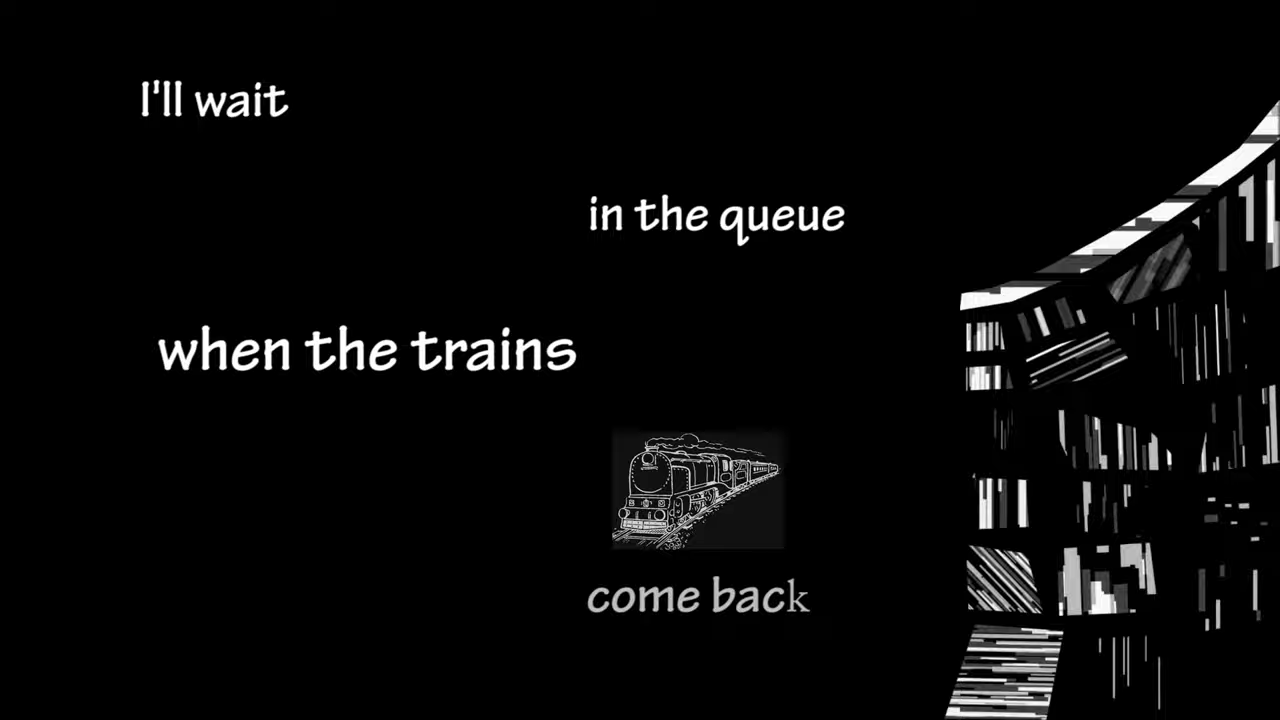 I'll wait
in the queue
when the trains
come back